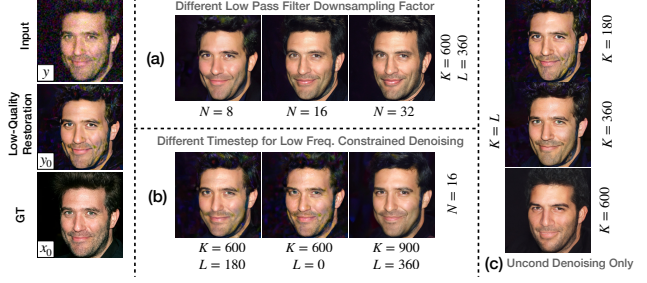 Input
y
Low-Quality
Restoration
y₀
GT
x₀
Different Low Pass Filter Downsampling Factor
(a)
N = 8
N = 16
N = 32
K = 600
L = 360
Different Timestep for Low Freq. Constrained Denoising
(b)
K = 600
L = 180
K = 600
L = 0
K = 900
L = 360
N = 16
K = L
K = 180
K = 360
K = 600
(c) Uncond Denoising Only